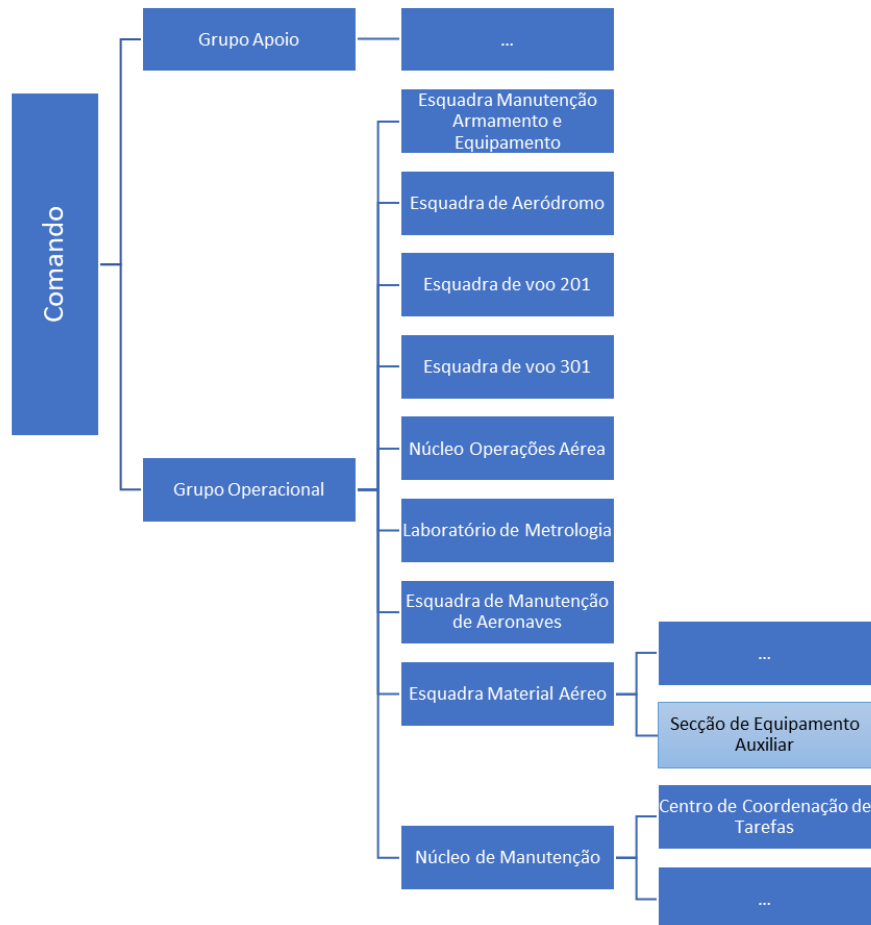 Comando
Grupo Apoio
...
Esquadra Manutenção
Armamento e
Equipamento
Esquadra de Aeródromo
Esquadra de voo 201
Esquadra de voo 301
Núcleo Operações Aérea
Grupo Operacional
Laboratório de Metrologia
Esquadra de Manutenção
de Aeronaves
Esquadra Material Aéreo
...
Secção de Equipamento
Auxiliar
Núcleo de Manutenção
Centro de Coordenação de
Tarefas
...